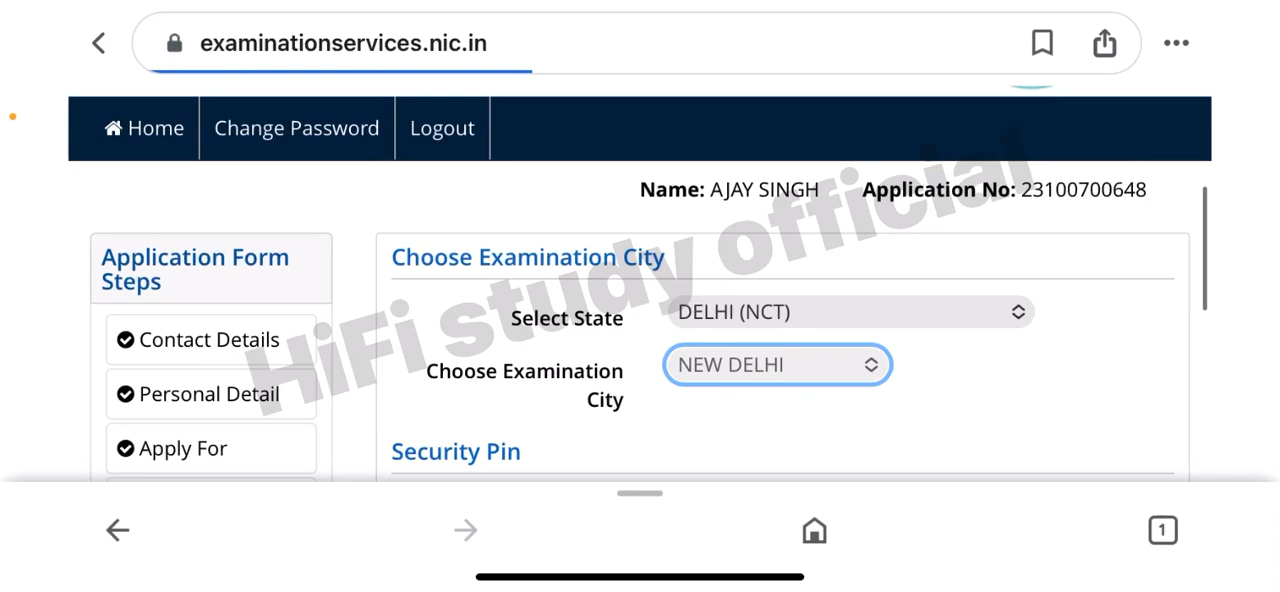 examinationservices.nic.in
Home Change Password Logout
Name: AJAY SINGH Application No: 23100700648
Application Form
Steps
Contact Details
Personal Detail
Apply For
Choose Examination City
Select State DELHI (NCT)
Choose Examination
City NEW DELHI
Security Pin
HiFi study official
1